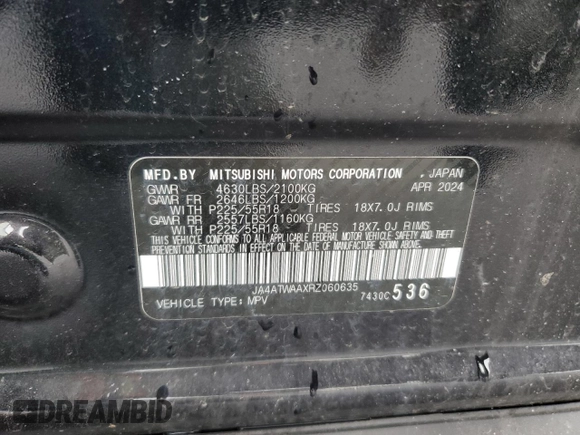 MFD.BY MITSUBISHI MOTORS CORPORATION , JAPAN
GVWR 4630LBS/2100KG APR 2024
GAWR FR 2646LBS/1200KG
WITH P225/55R18 TIRES 18X7.0J RIMS
GAWR RR 2557LBS/1160KG
WITH P225/55R18 TIRES 18X7.0J RIMS
THIS VEHICLE CONFORMS TO ALL APPLICABLE FEDERAL MOTOR VEHICLE SAFETY AND THEFT
PREVENTION STANDARDS IN EFFECT ON THE DATE OF MANUFACTURE SHOWN ABOVE.
JA4ATWAAXRZ060635
VEHICLE TYPE: MPV 7430C 536
DREAMBID